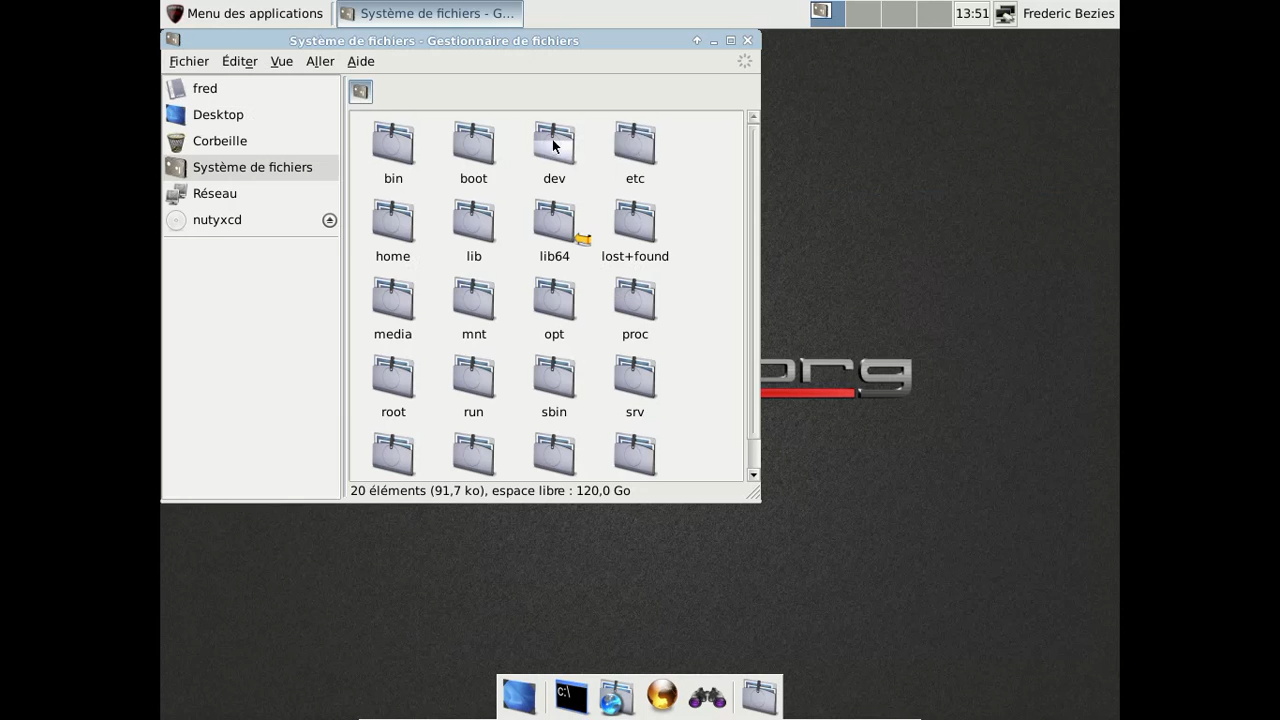 Menu des applications
Système de fichiers - G...
13:51
Frederic Bezies
Système de fichiers - Gestionnaire de fichiers
Fichier Éditer Vue Aller Aide
fred
Desktop
Corbeille
Système de fichiers
Réseau
nutyxcd
bin boot dev etc
home lib lib64 lost+found
media mnt opt proc
root run sbin srv
20 éléments (91,7 ko), espace libre : 120,0 Go
org
C:\